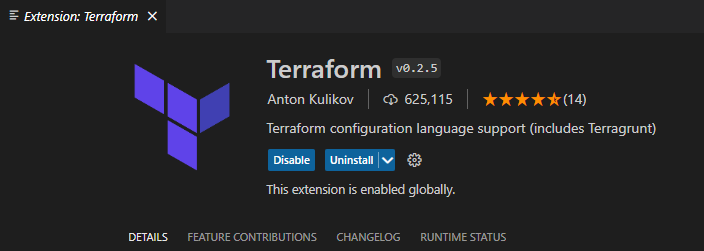 Extension: Terraform
Terraform v0.2.5
Anton Kulikov 625,115 (14)
Terraform configuration language support (includes Terragrunt)
Disable Uninstall
This extension is enabled globally.
DETAILS FEATURE CONTRIBUTIONS CHANGELOG RUNTIME STATUS